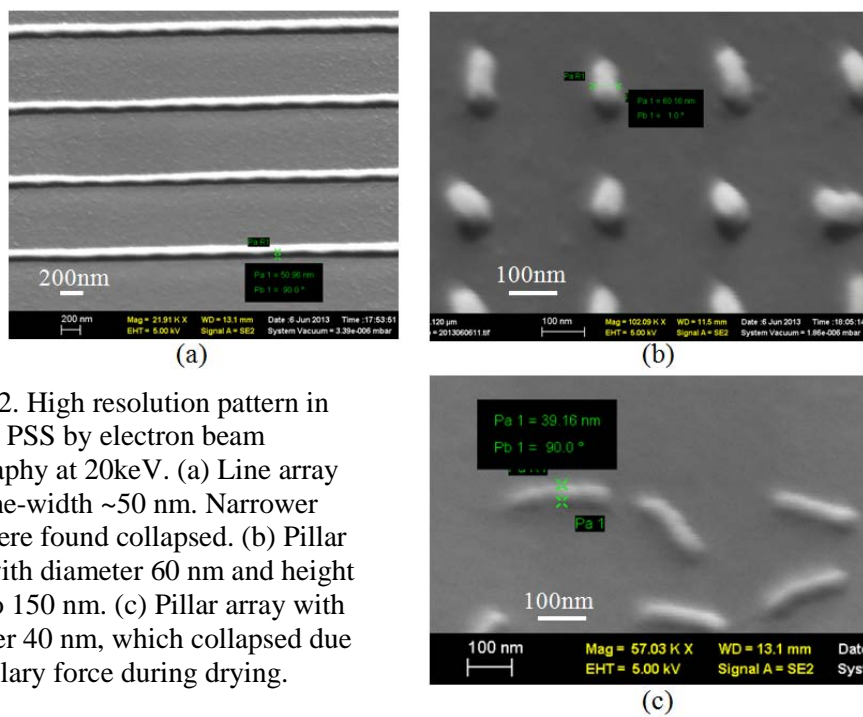 Pa R1
200nm
Pa 1 = 50.96 nm
Pb 1 = 90.0 °
200 nm
Mag = 21.91 K X
WD = 13.1 mm
Date :6 Jun 2013
Time :17:53:51
EHT = 5.00 kV
Signal A = SE2
System Vacuum = 3.39e-006 mbar
(a)
Pa R1
Pa 1 = 60.16 nm
Pb 1 = 1.0 °
100nm
.120 µm
= 2013060611.tif
100 nm
Mag = 102.09 K X
WD = 11.5 mm
Date :6 Jun 2013
Time :18:05:14
EHT = 5.00 kV
Signal A = SE2
System Vacuum = 1.86e-006 mbar
(b)
2. High resolution pattern in
PSS by electron beam
aphy at 20keV. (a) Line array
ne-width ~50 nm. Narrower
ere found collapsed. (b) Pillar
ith diameter 60 nm and height
o 150 nm. (c) Pillar array with
er 40 nm, which collapsed due
llary force during drying.
Pa 1 = 39.16 nm
Pb 1 = 90.0 °
Pa 1
100nm
100 nm
Mag = 57.03 K X
WD = 13.1 mm
Date
EHT = 5.00 kV
Signal A = SE2
Sys
(c)